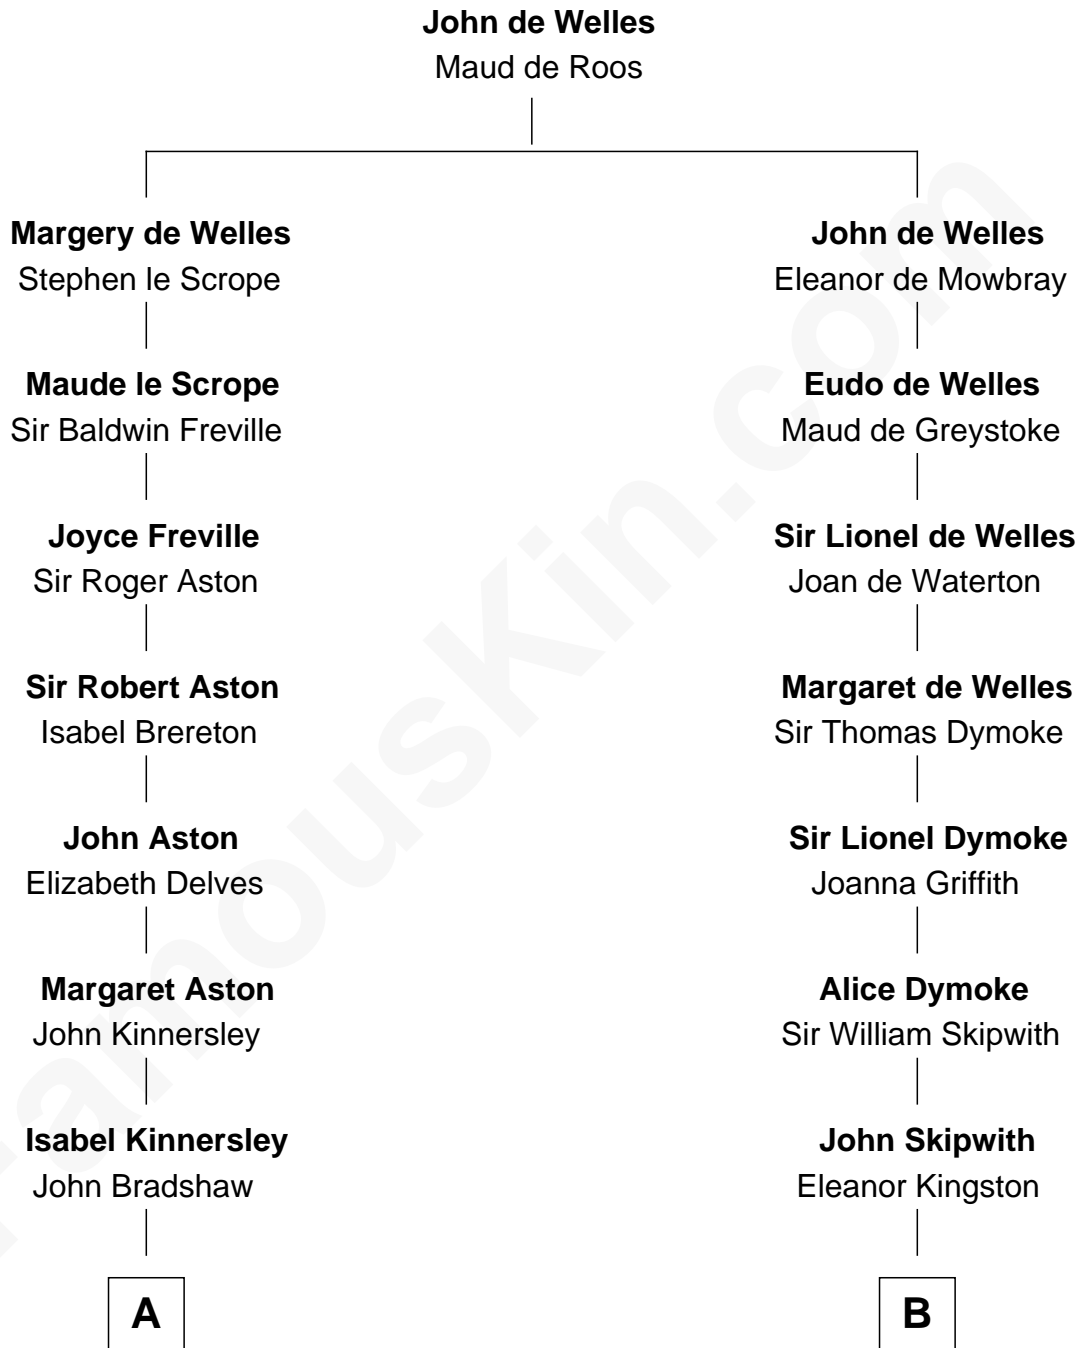 John de Welles
Maud de Roos
Margery de Welles
Stephen le Scrope
Maude le Scrope
Sir Baldwin Freville
Joyce Freville
Sir Roger Aston
Sir Robert Aston
Isabel Brereton
John Aston
Elizabeth Delves
Margaret Aston
John Kinnersley
Isabel Kinnersley
John Bradshaw
A
John de Welles
Eleanor de Mowbray
Eudo de Welles
Maud de Greystoke
Sir Lionel de Welles
Joan de Waterton
Margaret de Welles
Sir Thomas Dymoke
Sir Lionel Dymoke
Joanna Griffith
Alice Dymoke
Sir William Skipwith
John Skipwith
Eleanor Kingston
B
FamousKin.com